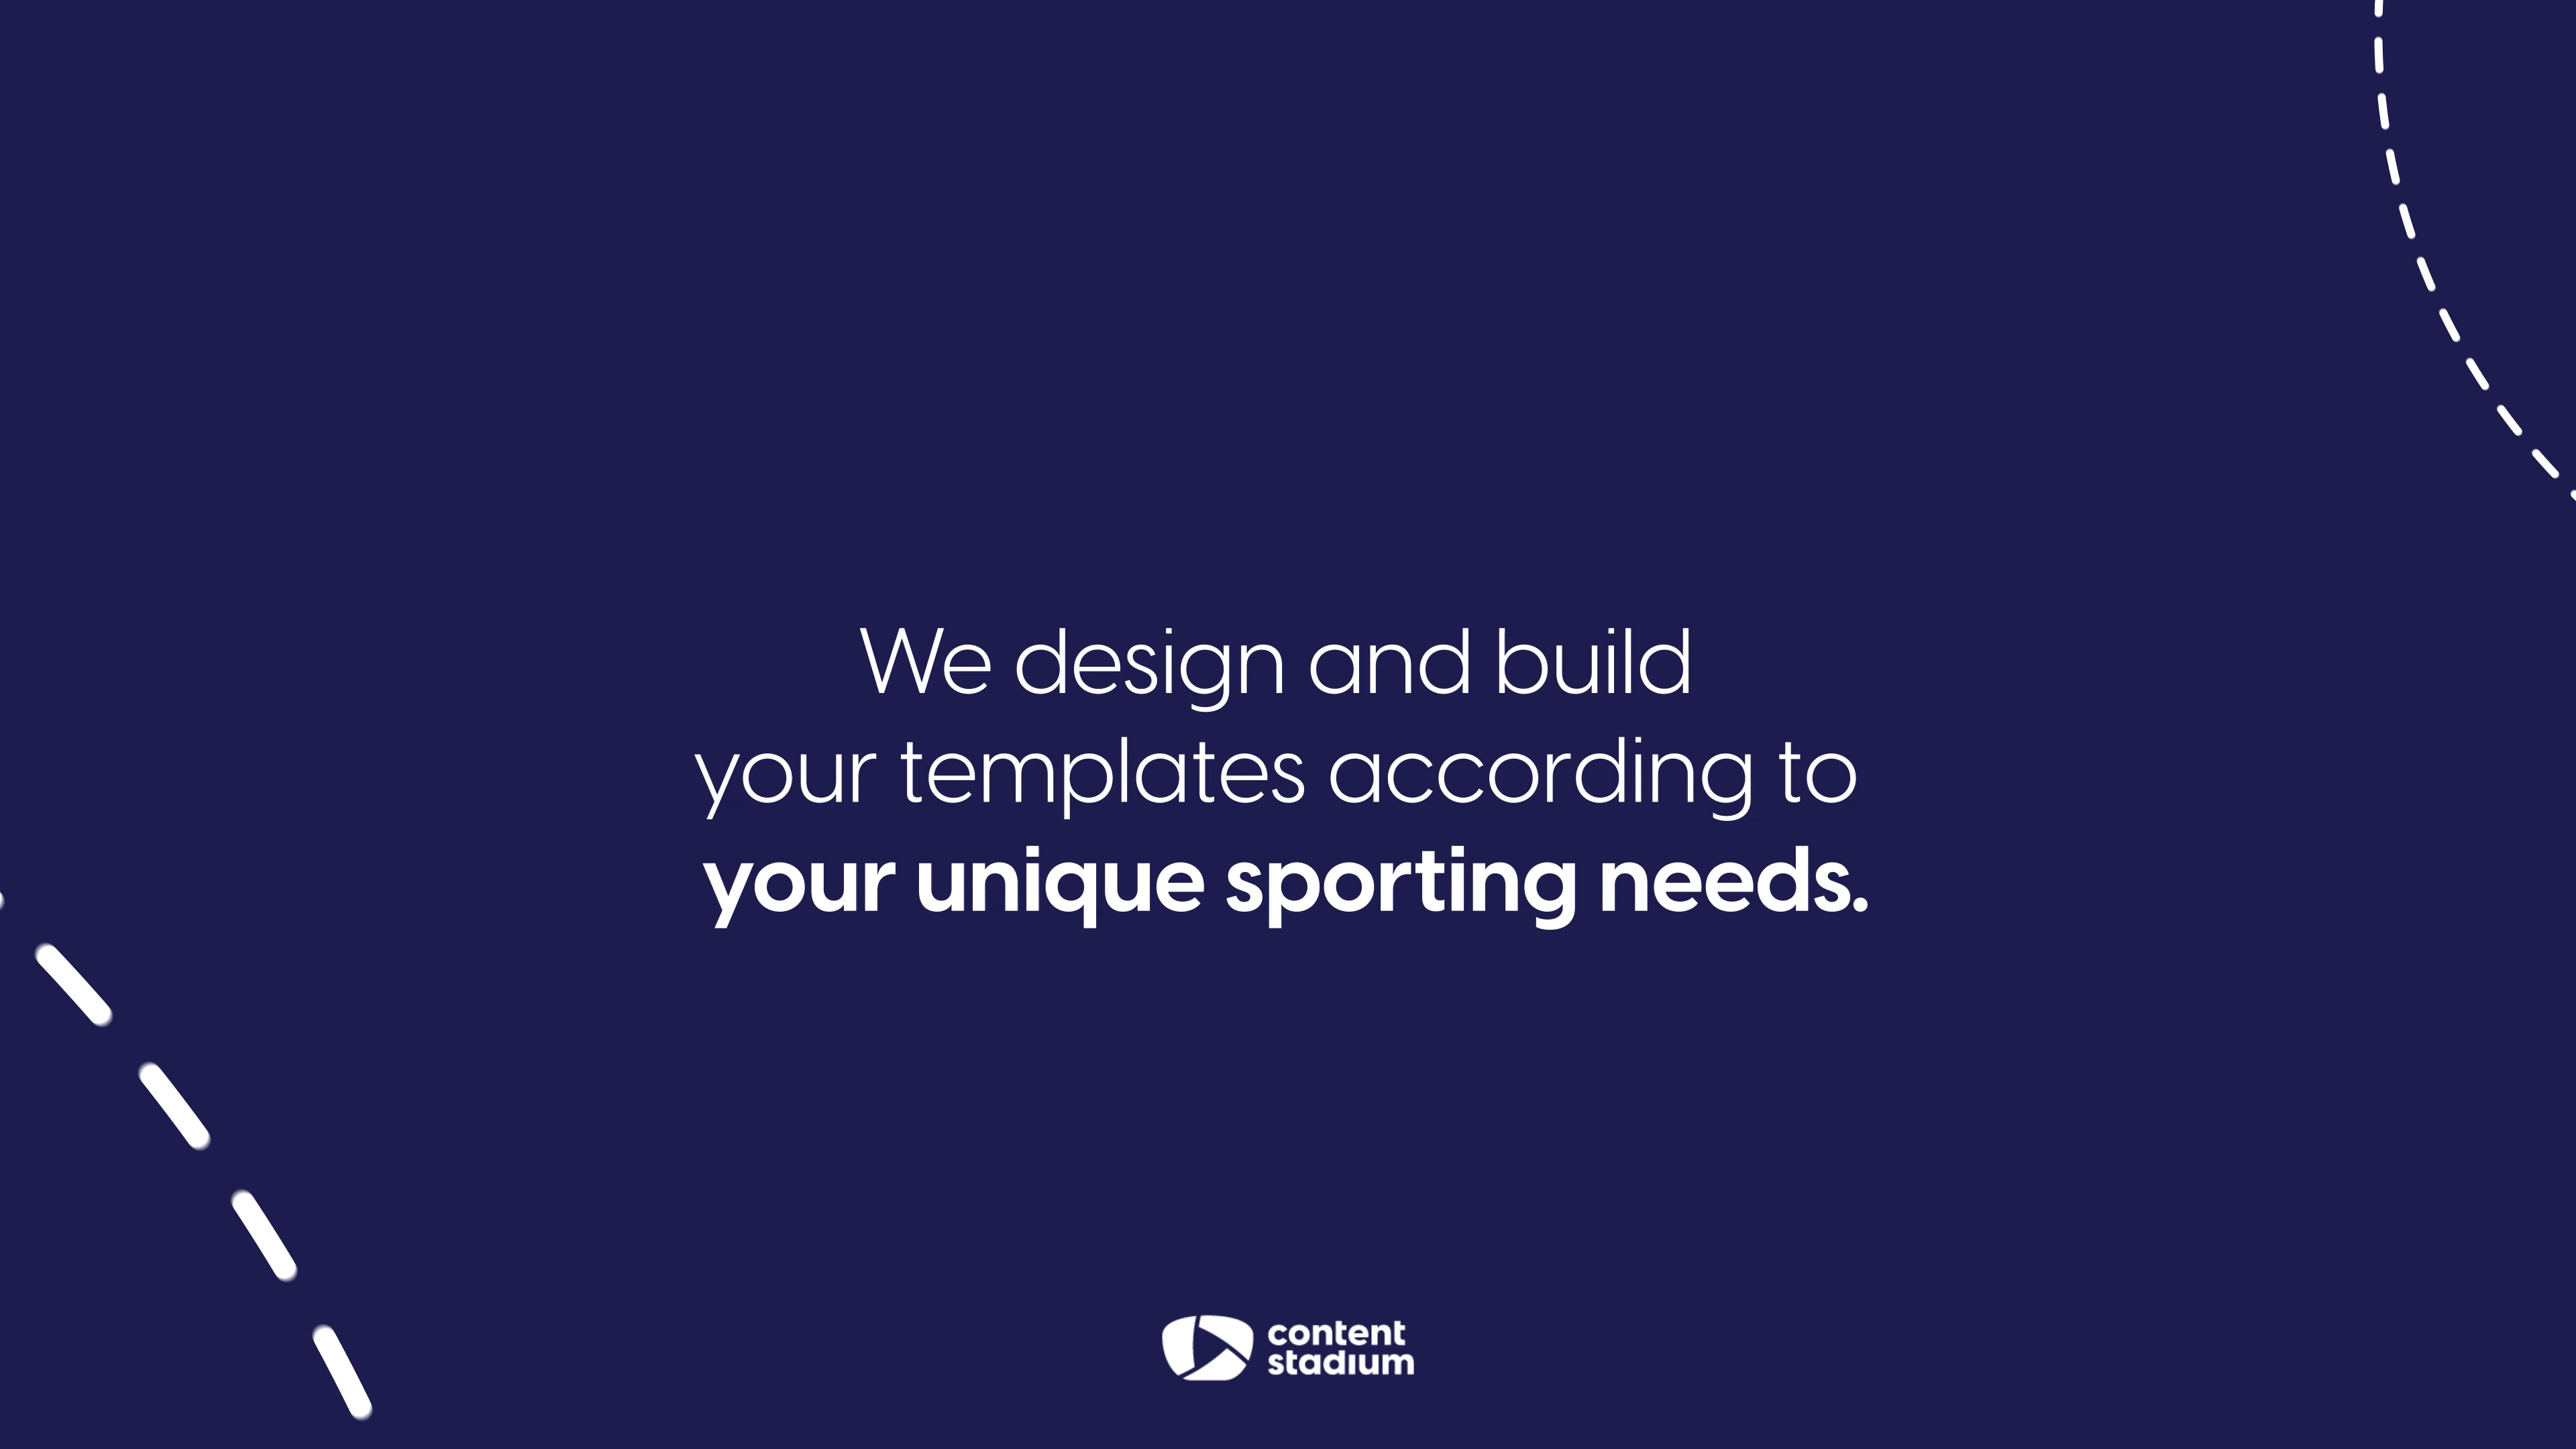 We design and build
your templates according to
your unique sporting needs.
content
stadium